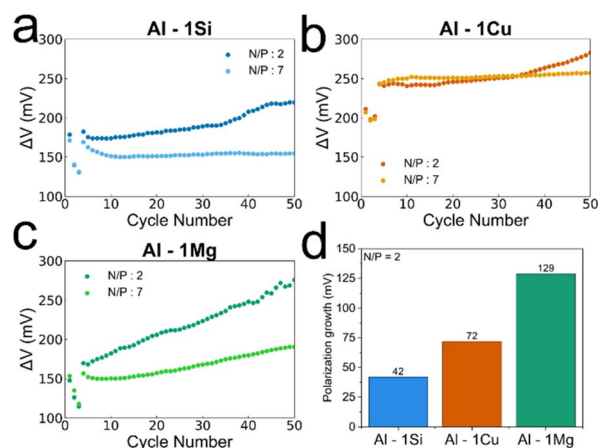 a
Al - 1Si
300
250
200
150
100
ΔV (mV)
N/P : 2
N/P : 7
0 10 20 30 40 50
Cycle Number
b
Al - 1Cu
300
250
200
150
100
ΔV (mV)
N/P : 2
N/P : 7
0 10 20 30 40 50
Cycle Number
c
Al - 1Mg
300
250
200
150
100
ΔV (mV)
N/P : 2
N/P : 7
0 10 20 30 40 50
Cycle Number
d
150
125
100
75
50
25
0
Polarization growth (mV)
N/P = 2
42
72
129
Al - 1Si Al - 1Cu Al - 1Mg